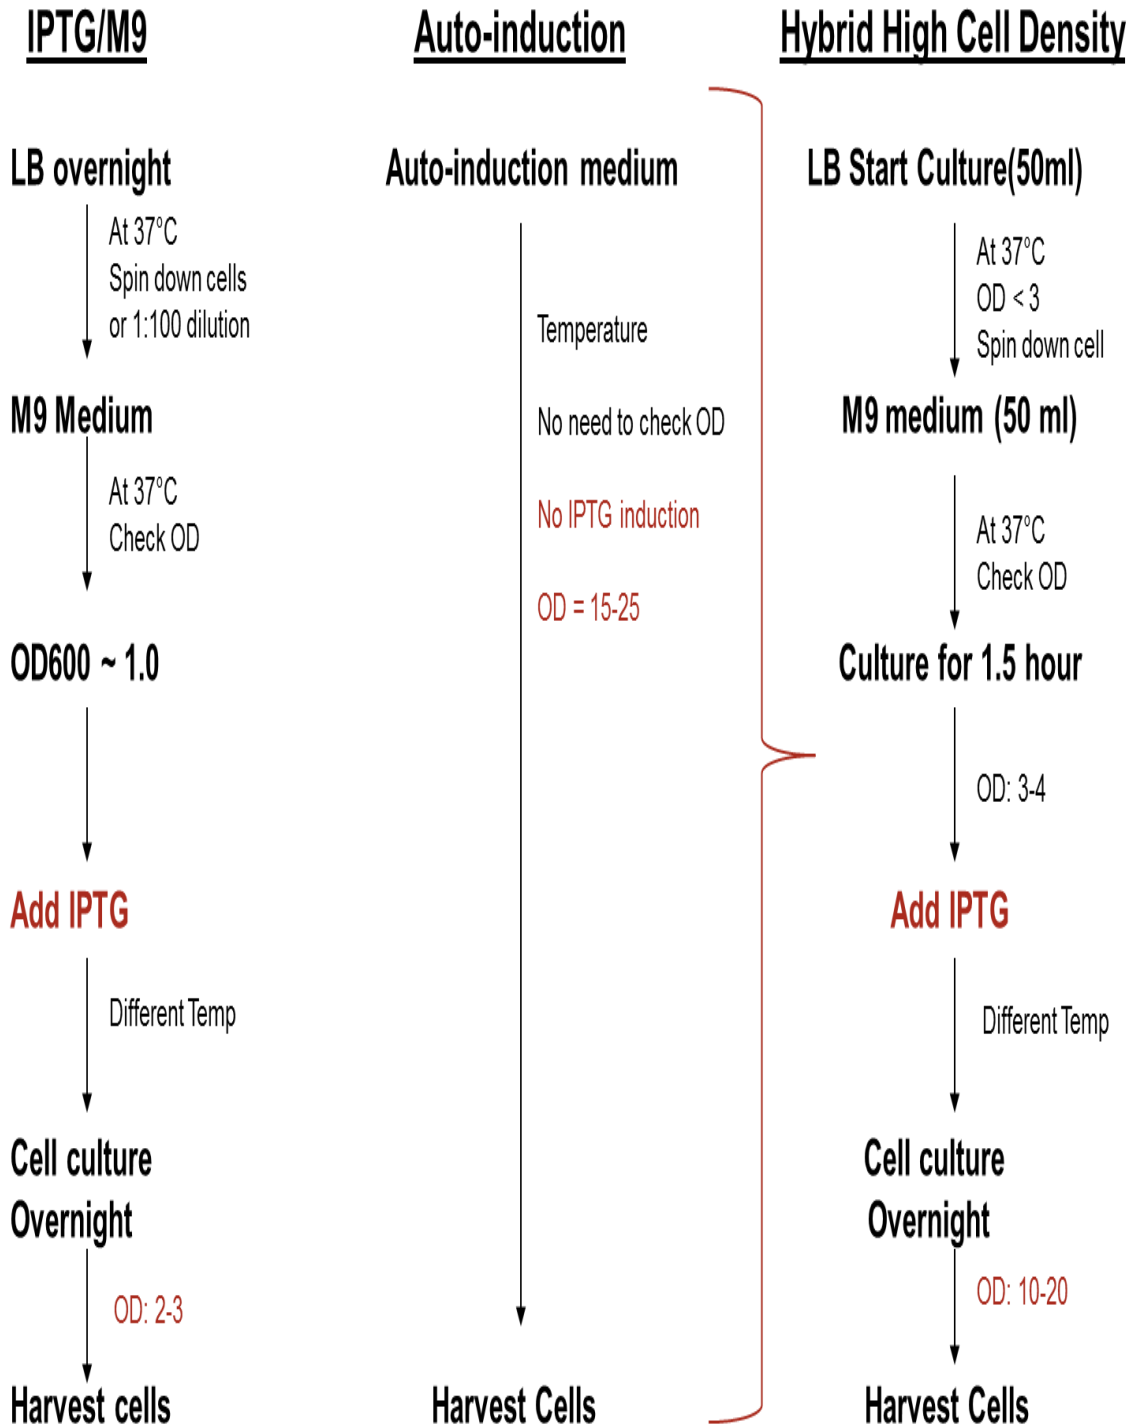 IPTG/M9
LB overnight
At 37°C
Spin down cells
or 1:100 dilution
M9 Medium
At 37°C
Check OD
OD600 ~ 1.0
Add IPTG
Different Temp
Cell culture
Overnight
OD: 2-3
Harvest cells
Auto-induction
Auto-induction medium
Temperature
No need to check OD
No IPTG induction
OD = 15-25
Harvest Cells
Hybrid High Cell Density
LB Start Culture(50ml)
At 37°C
OD < 3
Spin down cell
M9 medium (50 ml)
At 37°C
Check OD
Culture for 1.5 hour
OD: 3-4
Add IPTG
Different Temp
Cell culture
Overnight
OD: 10-20
Harvest Cells